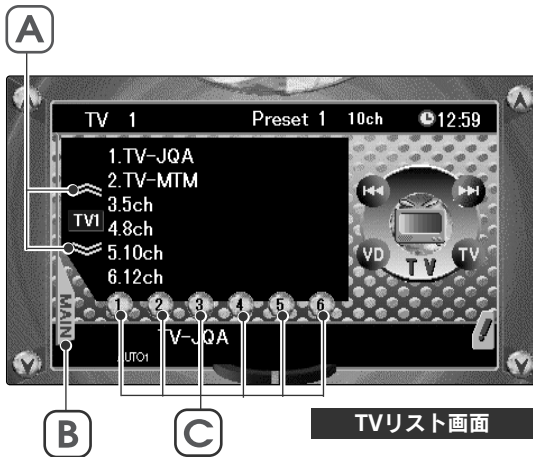 A
TV 1 Preset 1 10ch 12:59
1.TV-JQA
2.TV-MTM
3.5ch
TV1
4.8ch
5.10ch
6.12ch
VD TV
TV
MAIN
1 2 3 4 5 6
TV-JQA
AUTO1
B
C
TVリスト画面